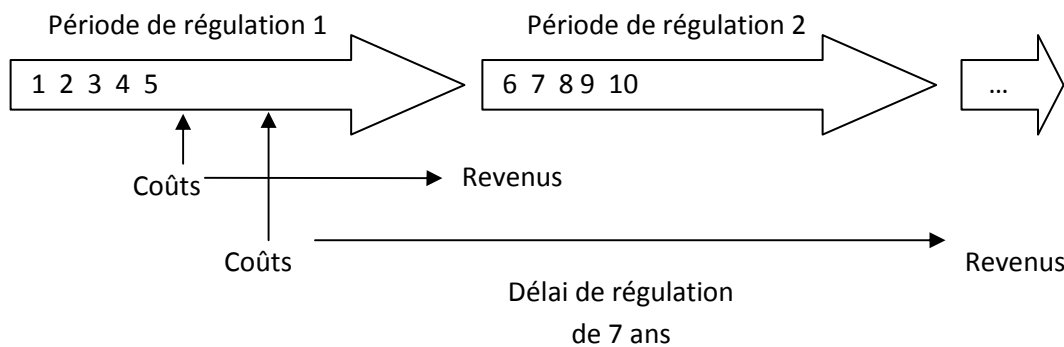 Période de régulation 1
Période de régulation 2
1 2 3 4 5
6 7 8 9 10
...
Coûts
Revenus
Coûts
Revenus
Délai de régulation
de 7 ans